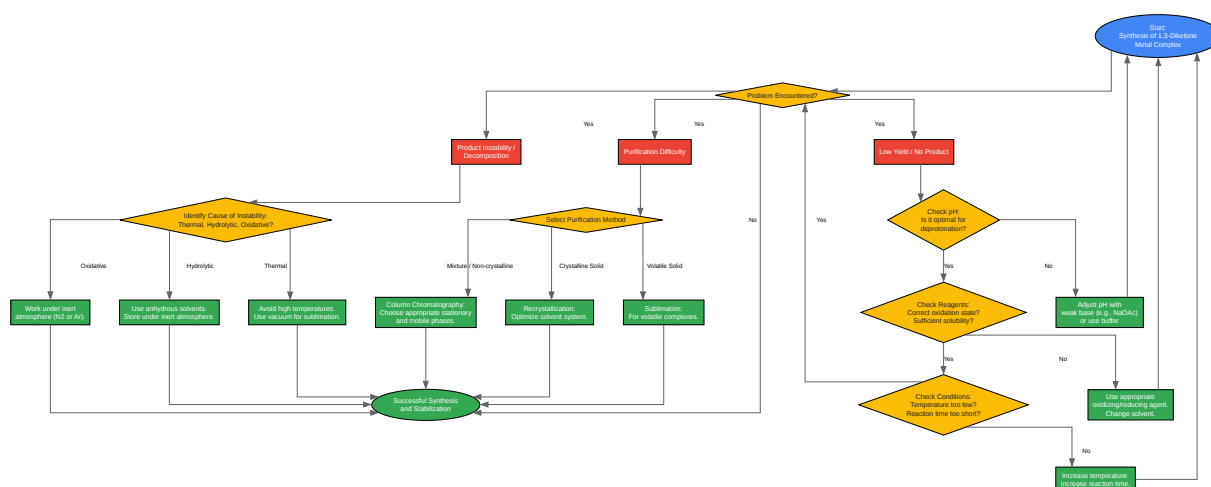 Start:
Synthesis of 1,3-Diketone
Metal Complex
Problem Encountered?
Yes
Yes
Yes
Product Instability /
Decomposition
Purification Difficulty
Low Yield / No Product
Identify Cause of Instability:
Thermal, Hydrolytic, Oxidative?
Select Purification Method
No
Yes
Check pH:
Is it optimal for
deprotonation?
Oxidative
Hydrolytic
Thermal
Mixture / Non-crystalline
Crystalline Solid
Volatile Solid
Yes
No
Work under inert
atmosphere (N2 or Ar).
Use anhydrous solvents.
Store under inert atmosphere.
Avoid high temperatures.
Use vacuum for sublimation.
Column Chromatography:
Choose appropriate stationary
and mobile phases.
Recrystallization:
Optimize solvent system.
Sublimation:
For volatile complexes.
Check Reagents:
Correct oxidation state?
Sufficient solubility?
Adjust pH with
weak base (e.g., NaOAc)
or use buffer
Yes
No
Successful Synthesis
and Stabilization
Check Conditions:
Temperature too low?
Reaction time too short?
Use appropriate
oxidizing/reducing agent.
Change solvent.
No
Increase temperature.
Increase reaction time.